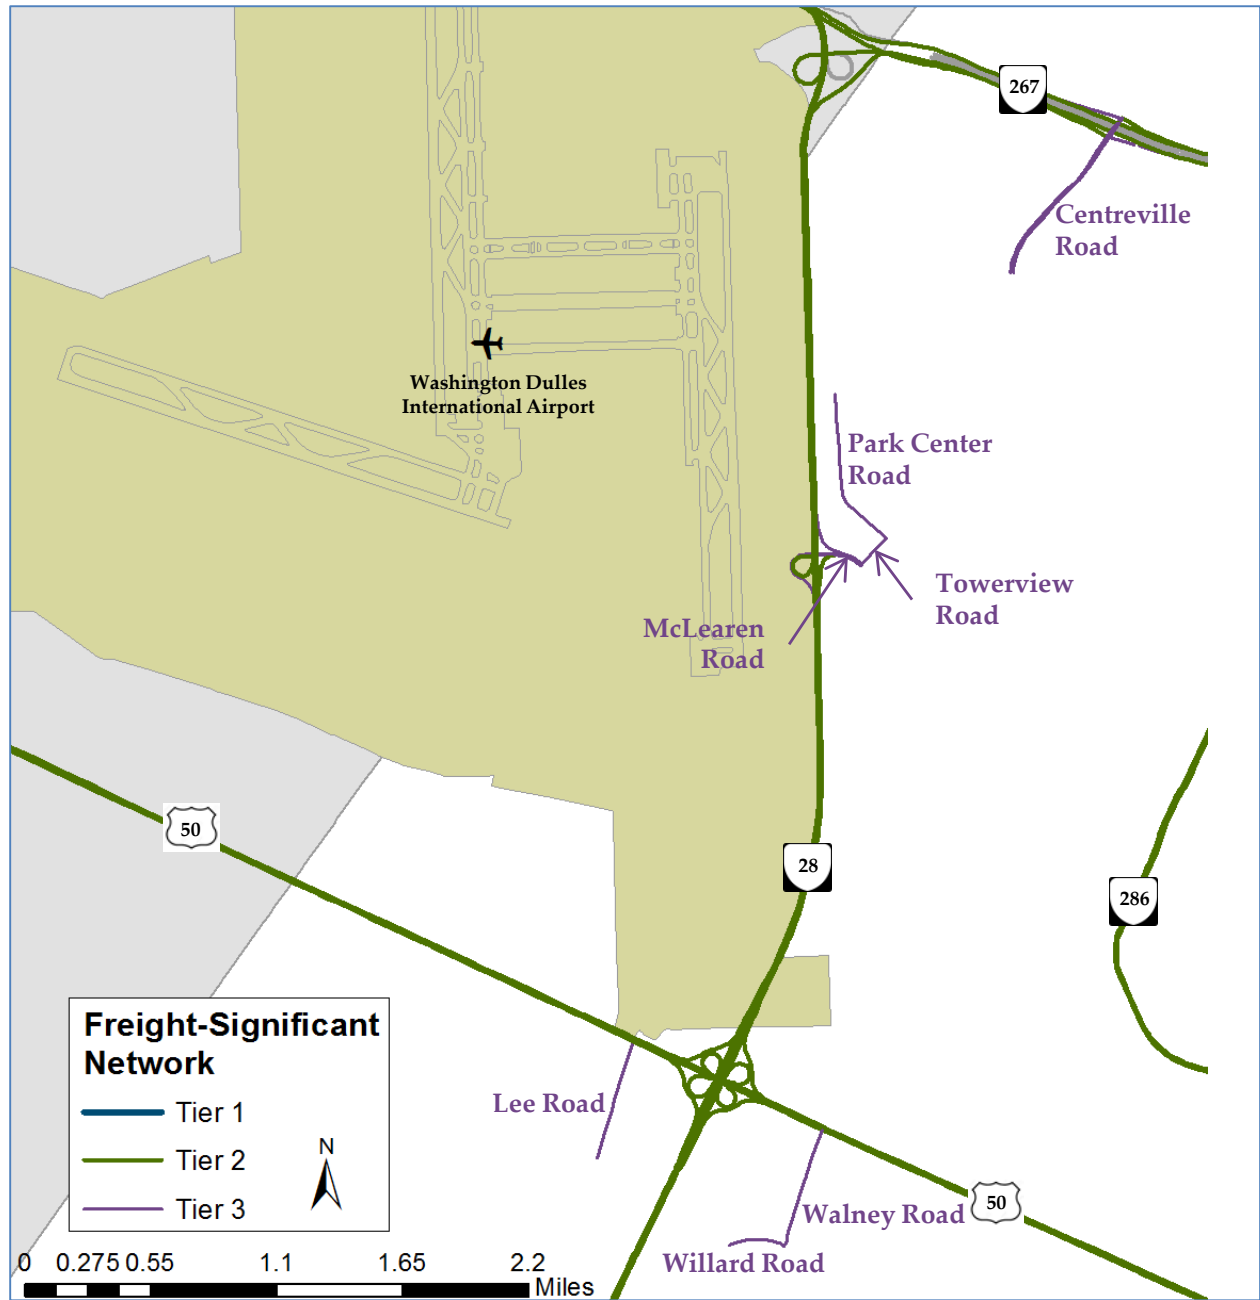 267
Centreville
Road
Washington Dulles
International Airport
Park Center
Road
Towerview
Road
McLearen
Road
50
28
286
Freight-Significant
Network
Tier 1
Tier 2
Tier 3
N
Lee Road
Walney Road
50
Willard Road
0 0.275 0.55 1.1 1.65 2.2
Miles